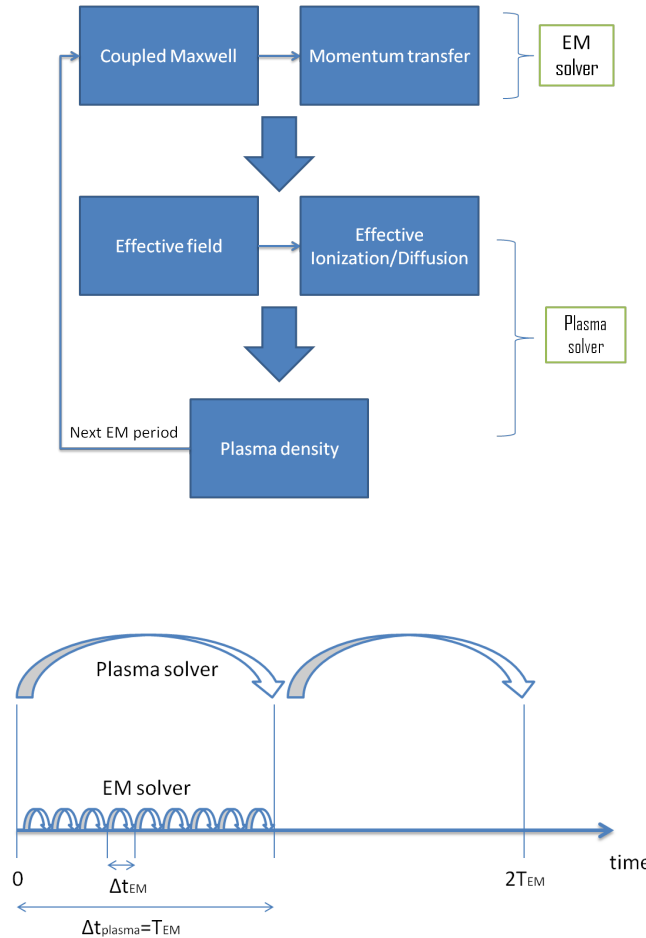 Coupled Maxwell
Momentum transfer
EM
solver
Effective field
Effective
Ionization/Diffusion
Plasma
solver
Next EM period
Plasma density
Plasma solver
EM solver
time
0
ΔtEM
2TEM
Δtplasma=TEM